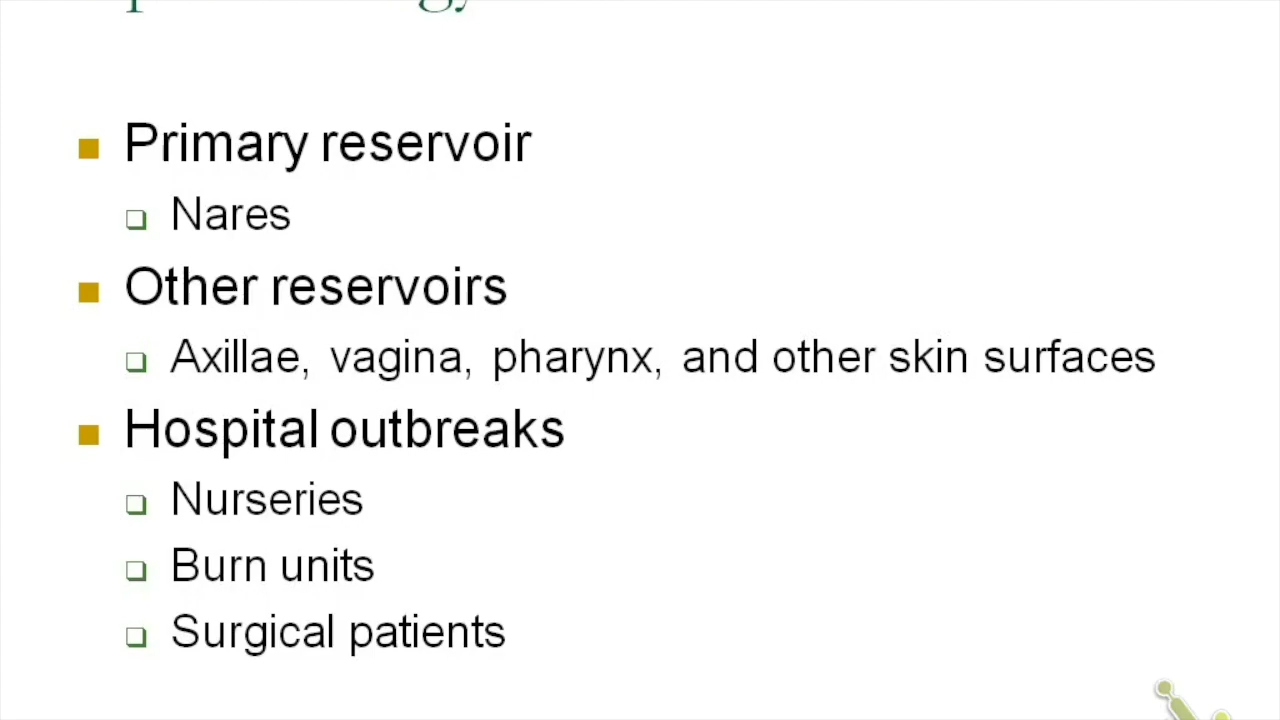 Primary reservoir
Nares
Other reservoirs
Axillae, vagina, pharynx, and other skin surfaces
Hospital outbreaks
Nurseries
Burn units
Surgical patients